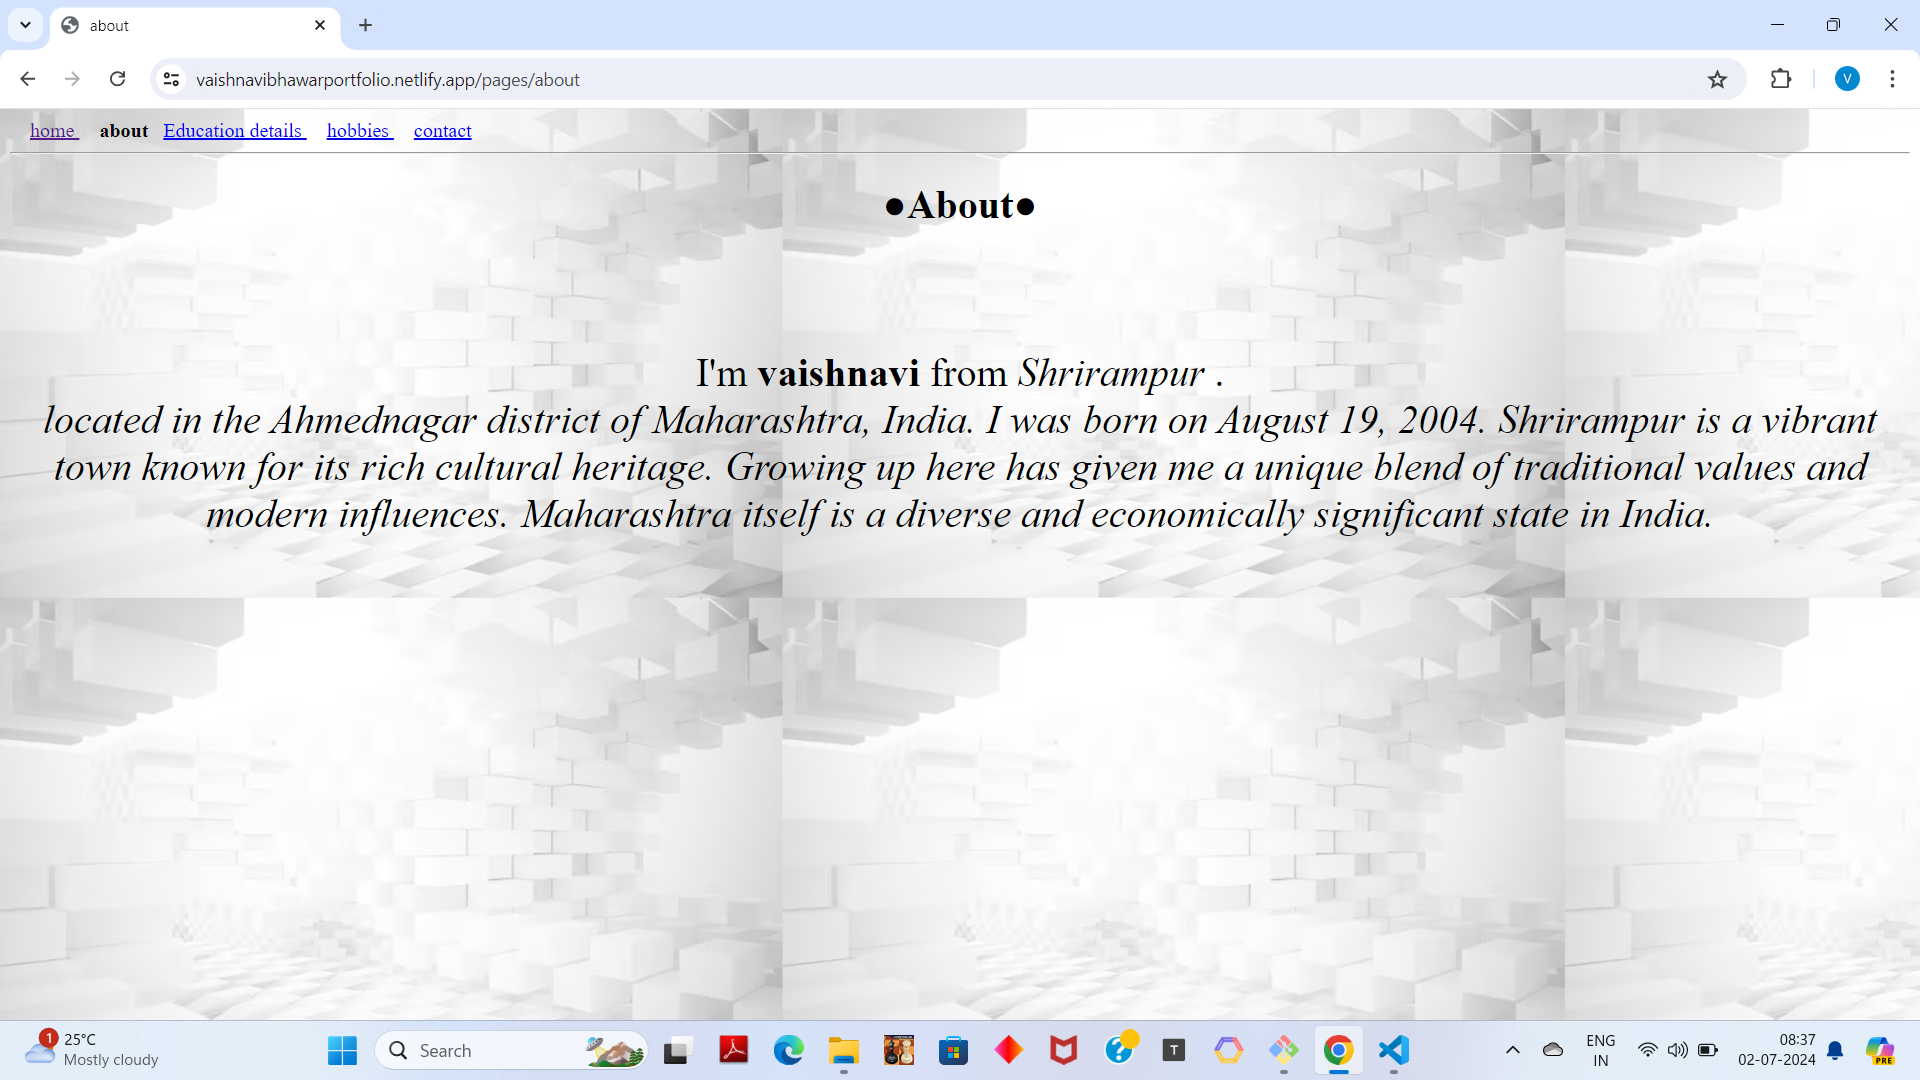 about
vaishnavibhawarportfolio.netlify.app/pages/about
V
home about Education details hobbies contact
●About●
I'm vaishnavi from Shrirampur .
located in the Ahmednagar district of Maharashtra, India. I was born on August 19, 2004. Shrirampur is a vibrant
town known for its rich cultural heritage. Growing up here has given me a unique blend of traditional values and
modern influences. Maharashtra itself is a diverse and economically significant state in India.
1
25°C
Mostly cloudy
Search
T
ENG
IN
08:37
02-07-2024
PRE